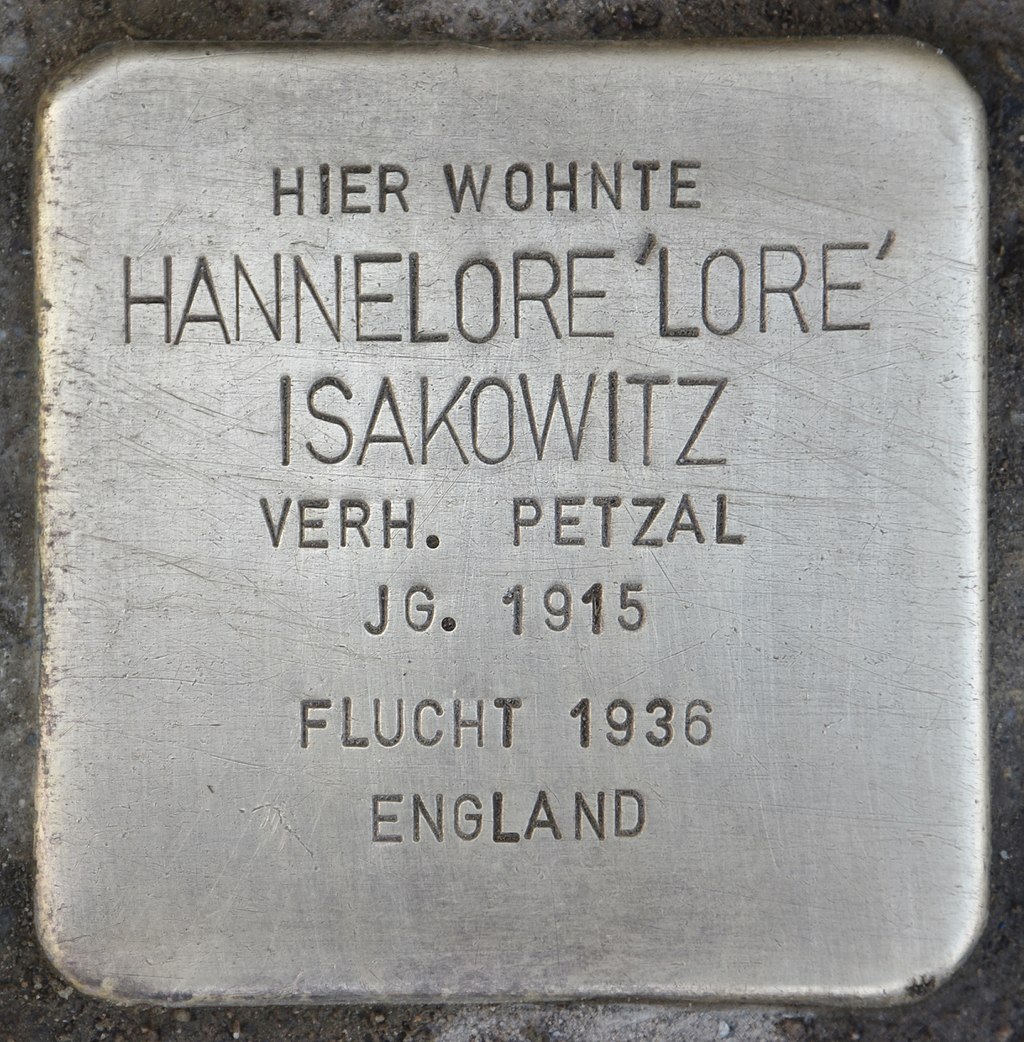 HIER WOHNTE
HANNELORE 'LORE'
ISAKOWITZ
VERH. PETZAL
JG. 1915
FLUCHT 1936
ENGLAND